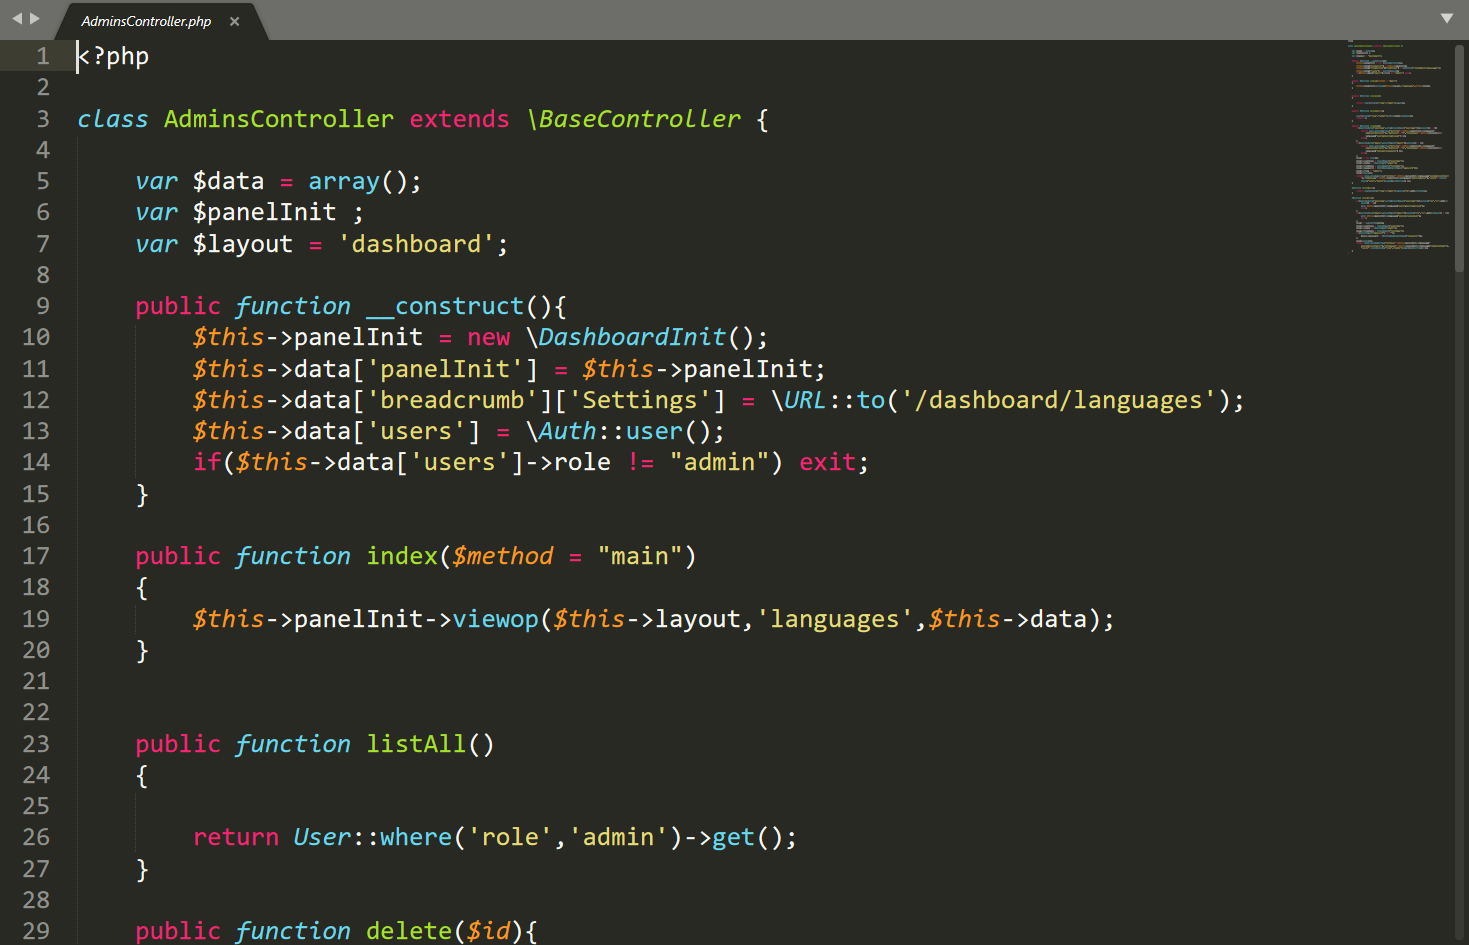 AdminsController.php ×
1 <?php
2
3 class AdminsController extends \BaseController {
4
5     var $data = array();
6     var $panelInit ;
7     var $layout = 'dashboard';
8
9     public function __construct(){
10         $this->panelInit = new \DashboardInit();
11         $this->data['panelInit'] = $this->panelInit;
12         $this->data['breadcrumb']['Settings'] = \URL::to('/dashboard/languages');
13         $this->data['users'] = \Auth::user();
14         if($this->data['users']->role != "admin") exit;
15     }
16
17     public function index($method = "main")
18     {
19         $this->panelInit->viewop($this->layout,'languages',$this->data);
20     }
21
22
23     public function listAll()
24     {
25
26         return User::where('role','admin')->get();
27     }
28
29     public function delete($id){